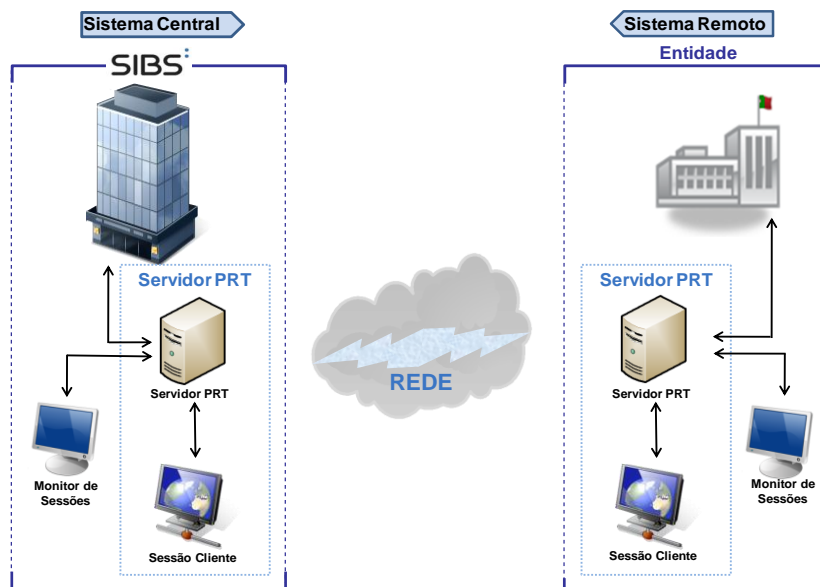 Sistema Central
Sistema Remoto
SIBS
Entidade
Servidor PRT
Servidor PRT
Servidor PRT
Servidor PRT
REDE
Monitor de
Sessões
Monitor de
Sessões
Sessão Cliente
Sessão Cliente